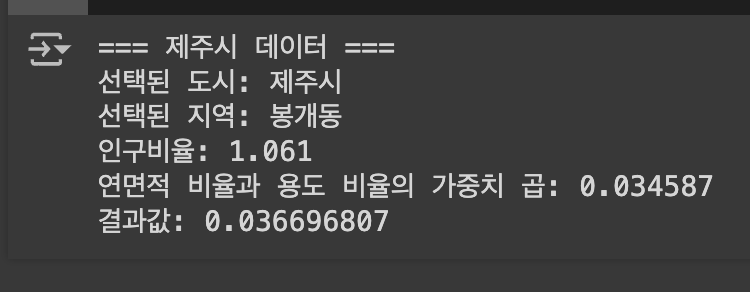 === 제주시 데이터 ===
선택된 도시: 제주시
선택된 지역: 봉개동
인구비율: 1.061
연면적 비율과 용도 비율의 가중치 곱: 0.034587
결과값: 0.036696807